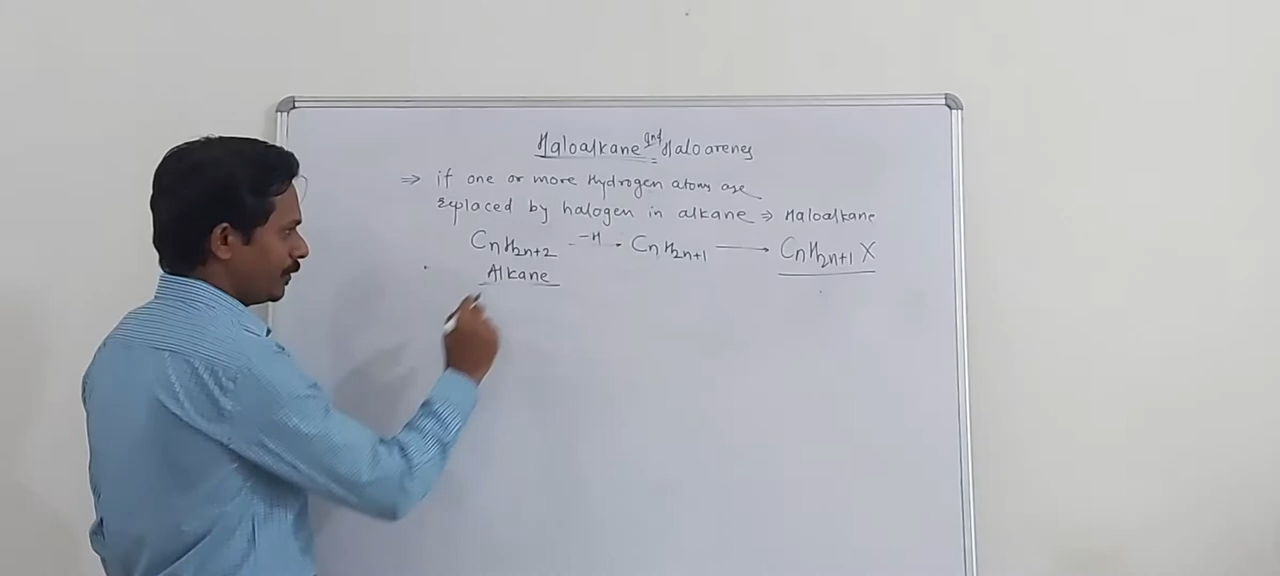 Haloalkane and Haloarenes
⇒ if one or more Hydrogen atoms are
replaced by halogen in alkane ⇒ Haloalkane
CnH2n+2 -H → CnH2n+1 ⟶ CnH2n+1 X
Alkane